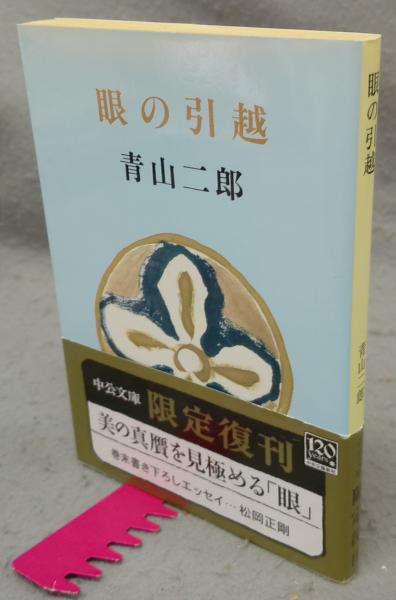 眼の引越
青山二郎
中公文庫
限定復刊
美の真贋を見極める「眼」
巻末書き下ろしエッセイ…松岡正剛
120
years
眼の引越
青山二郎